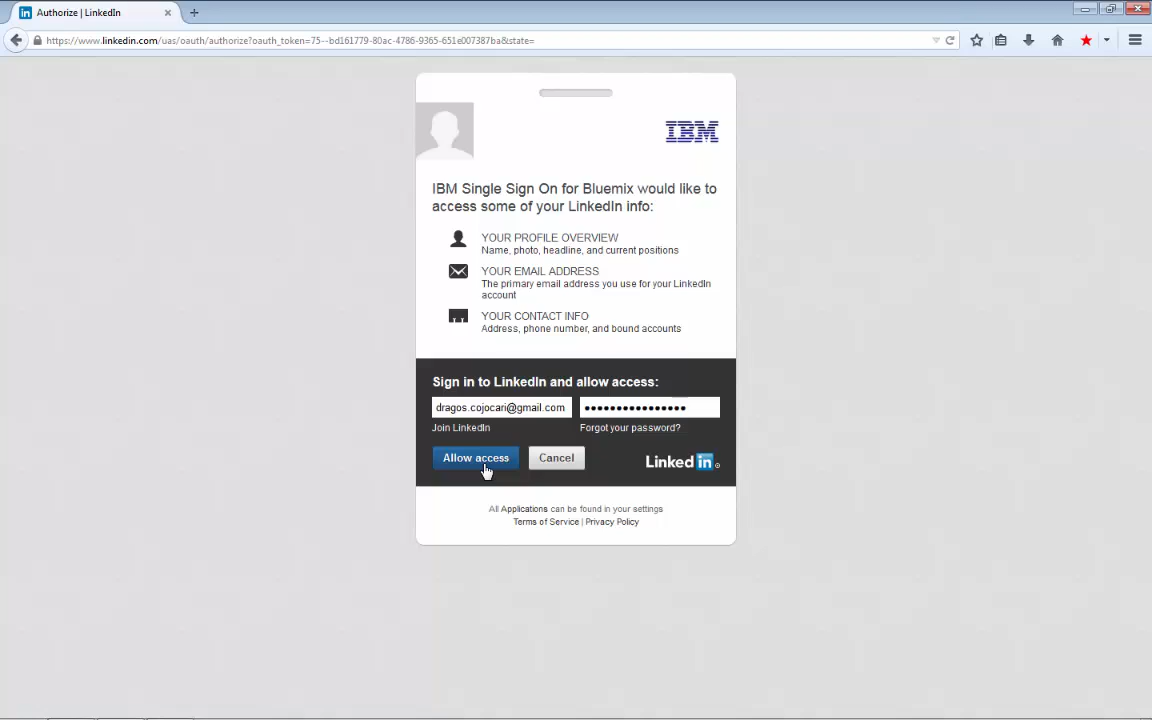 Authorize | LinkedIn
https://www.linkedin.com/uas/oauth/authorize?oauth_token=75--bd161779-80ac-4786-9365-651e007387ba&state=
IBM
IBM Single Sign On for Bluemix would like to
access some of your LinkedIn info:
YOUR PROFILE OVERVIEW
Name, photo, headline, and current positions
YOUR EMAIL ADDRESS
The primary email address you use for your LinkedIn
account
YOUR CONTACT INFO
Address, phone number, and bound accounts
Sign in to LinkedIn and allow access:
dragos.cojocari@gmail.com
Join LinkedIn Forgot your password?
Allow access Cancel Linked in
All Applications can be found in your settings
Terms of Service | Privacy Policy